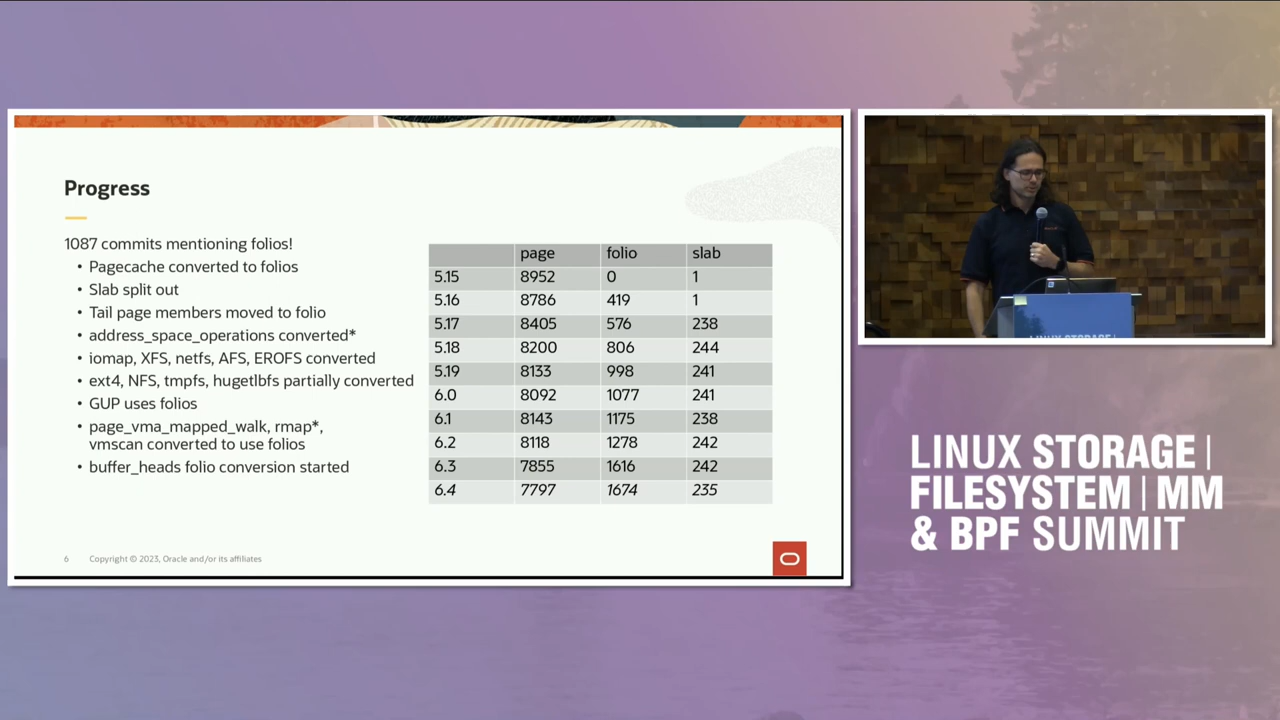 Progress
1087 commits mentioning folios!
• Pagecache converted to folios
• Slab split out
• Tail page members moved to folio
• address_space_operations converted*
• iomap, XFS, netfs, AFS, EROFS converted
• ext4, NFS, tmpfs, hugetlbfs partially converted
• GUP uses folios
• page_vma_mapped_walk, rmap*,
vmscan converted to use folios
• buffer_heads folio conversion started
page folio slab
5.15 8952 0 1
5.16 8786 419 1
5.17 8405 576 238
5.18 8200 806 244
5.19 8133 998 241
6.0 8092 1077 241
6.1 8143 1175 238
6.2 8118 1278 242
6.3 7855 1616 242
6.4 7797 1674 235
6 Copyright © 2023, Oracle and/or its affiliates
LINUX STORAGE |
LINUX STORAGE |
FILESYSTEM | MM
& BPF SUMMIT